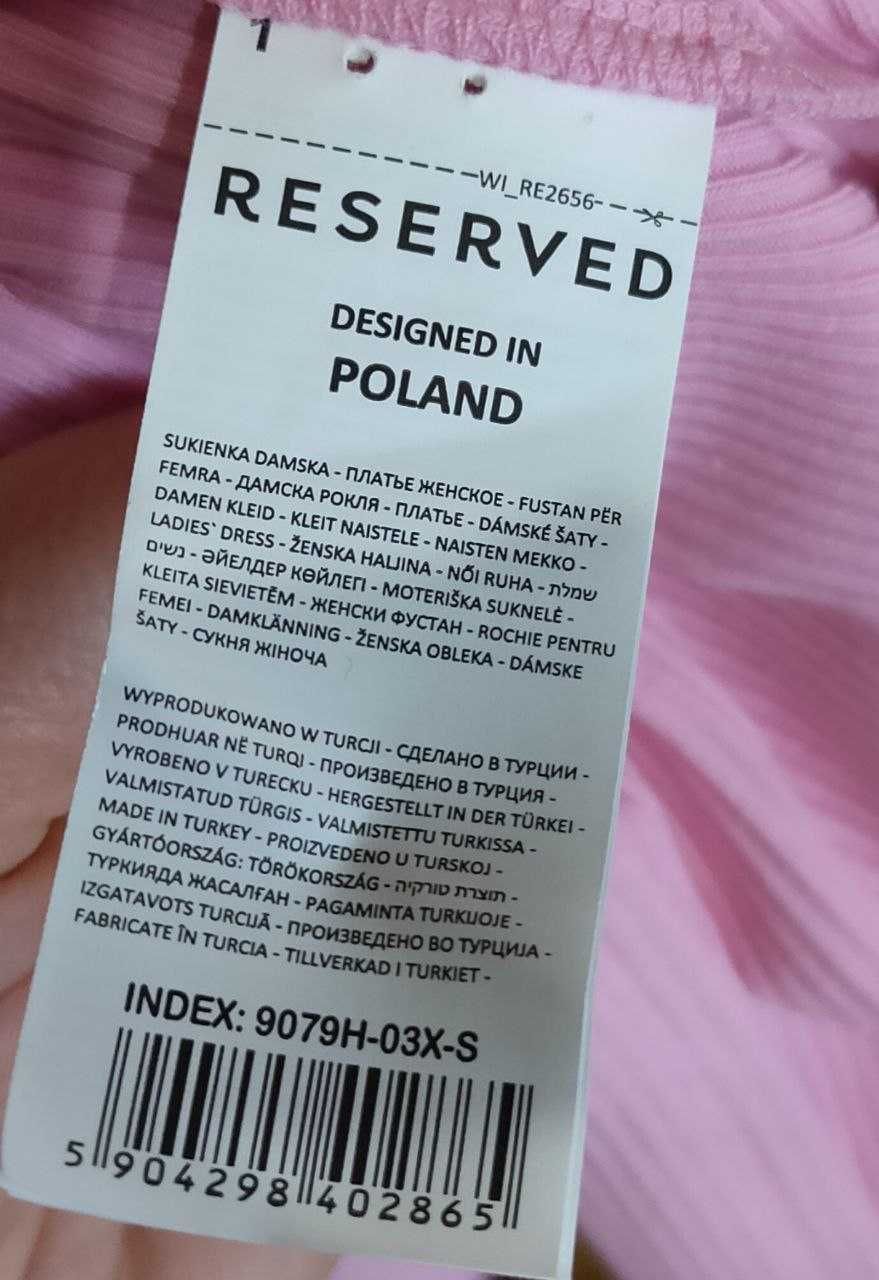 1
WI_RE2656
RESERVED
DESIGNED IN
POLAND
SUKIENKA DAMSKA - ПЛАТЬЕ ЖЕНСКОЕ - FUSTAN PËR
FEMRA - ДАМСКА РОКЛЯ - ПЛАТЬЕ - DÁMSKÉ ŠATY -
DAMEN KLEID - KLEIT NAISTELE - NAISTEN MEKKO -
LADIES` DRESS - ŽENSKA HALJINA - NŐI RUHA - שמלת
נשים - ӘЙЕЛДЕР КӨЙЛЕГІ - MOTERIŠKA SUKNELĖ -
KLEITA SIEVIETĒM - ЖЕНСКИ ФУСТАН - ROCHIE PENTRU
FEMEI - DAMKLÄNNING - ŽENSKA OBLEKA - DÁMSKE
ŠATY - СУКНЯ ЖІНОЧА
WYPRODUKOWANO W TURCJI - СДЕЛАНО В ТУРЦИИ -
PRODHUAR NË TURQI - ПРОИЗВЕДЕНО В ТУРЦИЯ -
VYROBENO V TURECKU - HERGESTELLT IN DER TÜRKEI -
VALMISTATUD TÜRGIS - VALMISTETTU TURKISSA -
MADE IN TURKEY - PROIZVEDENO U TURSKOJ -
GYÁRTÓORSZÁG: TÖRÖKORSZÁG - תוצרת טורקיה -
ТУРКИЯДА ЖАСАЛҒАН - PAGAMINTA TURKIJOJE -
IZGATAVOTS TURCIJĀ - ПРОИЗВЕДЕНО ВО ТУРЦИЈА -
FABRICATE ÎN TURCIA - TILLVERKAD I TURKIET -
INDEX: 9079H-03X-S
5 904298 402865